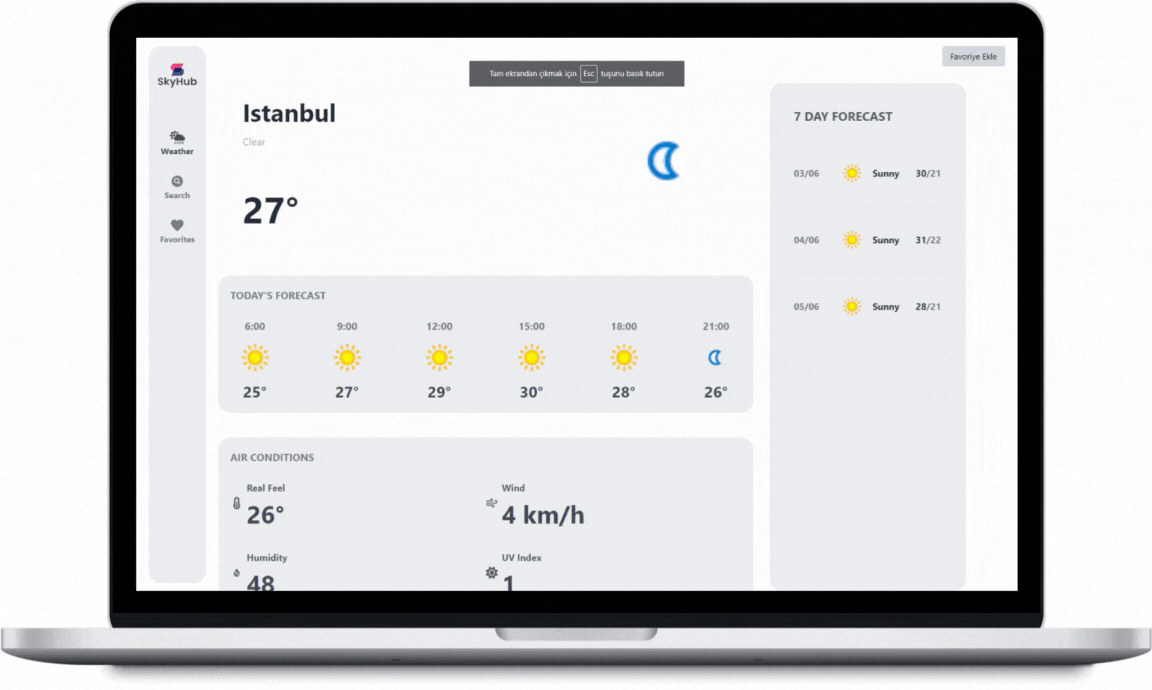 SkyHub
Weather
Search
Favorites
Tam ekrandan çıkmak için Esc tuşunu basılı tutun
Favoriye Ekle
Istanbul
Clear
27°
TODAY'S FORECAST
6:00 9:00 12:00 15:00 18:00 21:00
25° 27° 29° 30° 28° 26°
AIR CONDITIONS
Real Feel Wind
26° 4 km/h
Humidity UV Index
48 1
7 DAY FORECAST
03/06 Sunny 30/21
04/06 Sunny 31/22
05/06 Sunny 28/21